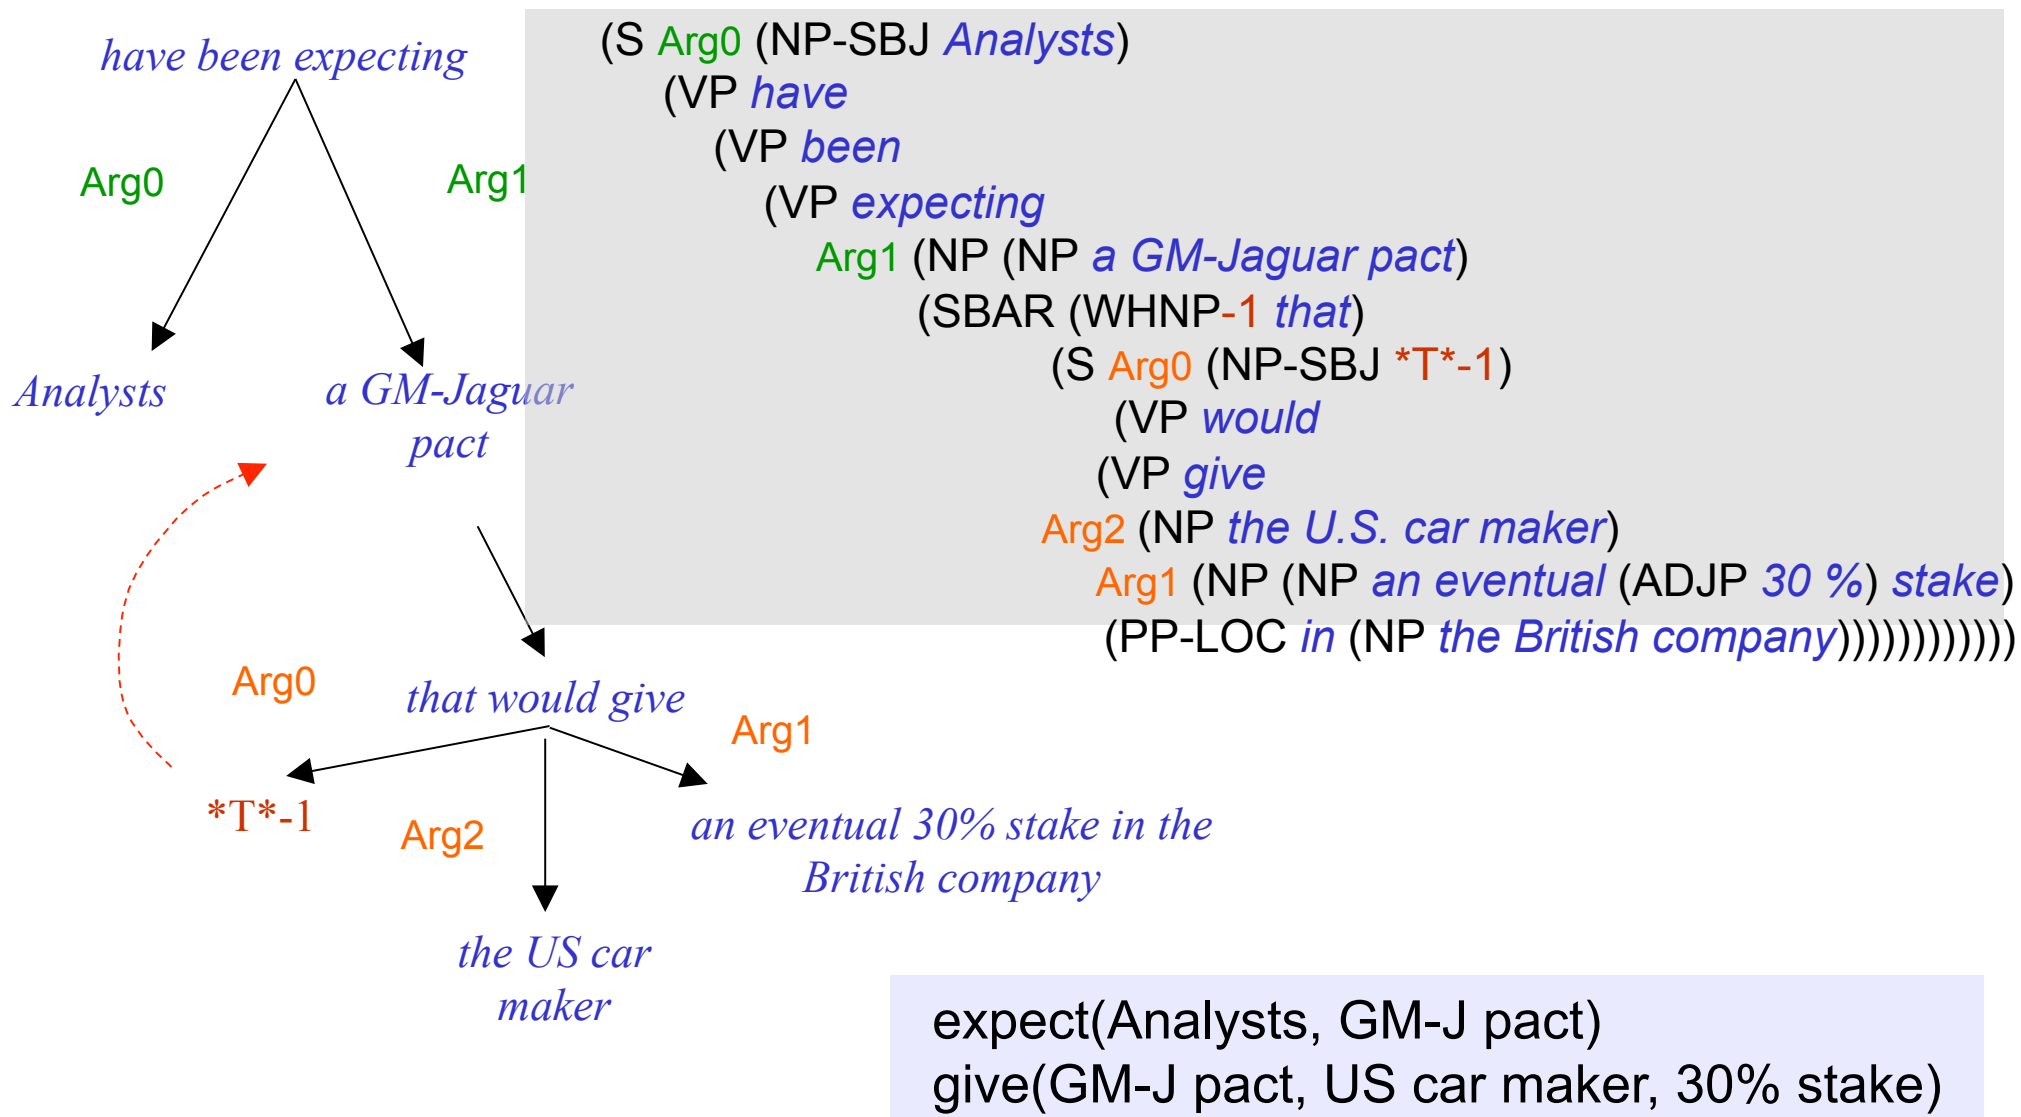 have been expecting
Arg0
Arg1
Analysts
a GM-Jaguar
pact
Arg0
that would give
Arg1
*T*-1
Arg2
an eventual 30% stake in the
British company
the US car
maker
(S Arg0 (NP-SBJ Analysts)
(VP have
(VP been
(VP expecting
Arg1 (NP (NP a GM-Jaguar pact)
(SBAR (WHNP-1 that)
(S Arg0 (NP-SBJ *T*-1)
(VP would
(VP give
Arg2 (NP the U.S. car maker)
Arg1 (NP (NP an eventual (ADJP 30 %) stake)
(PP-LOC in (NP the British company))))))))))))
expect(Analysts, GM-J pact)
give(GM-J pact, US car maker, 30% stake)